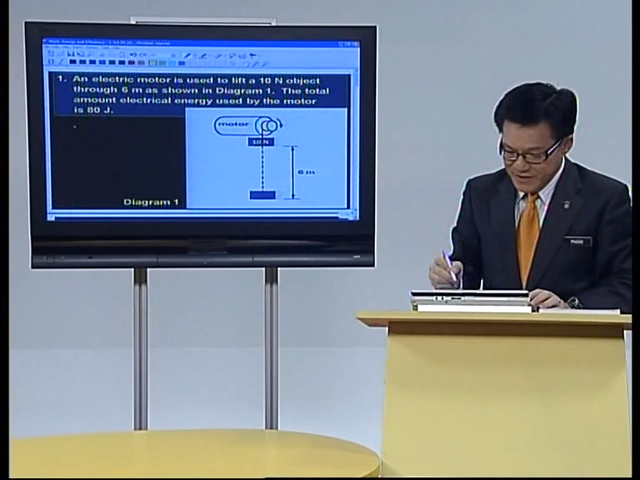 1. An electric motor is used to lift a 10 N object
through 6 m as shown in Diagram 1. The total
amount electrical energy used by the motor
is 80 J.
motor
10 N
6 m
Diagram 1